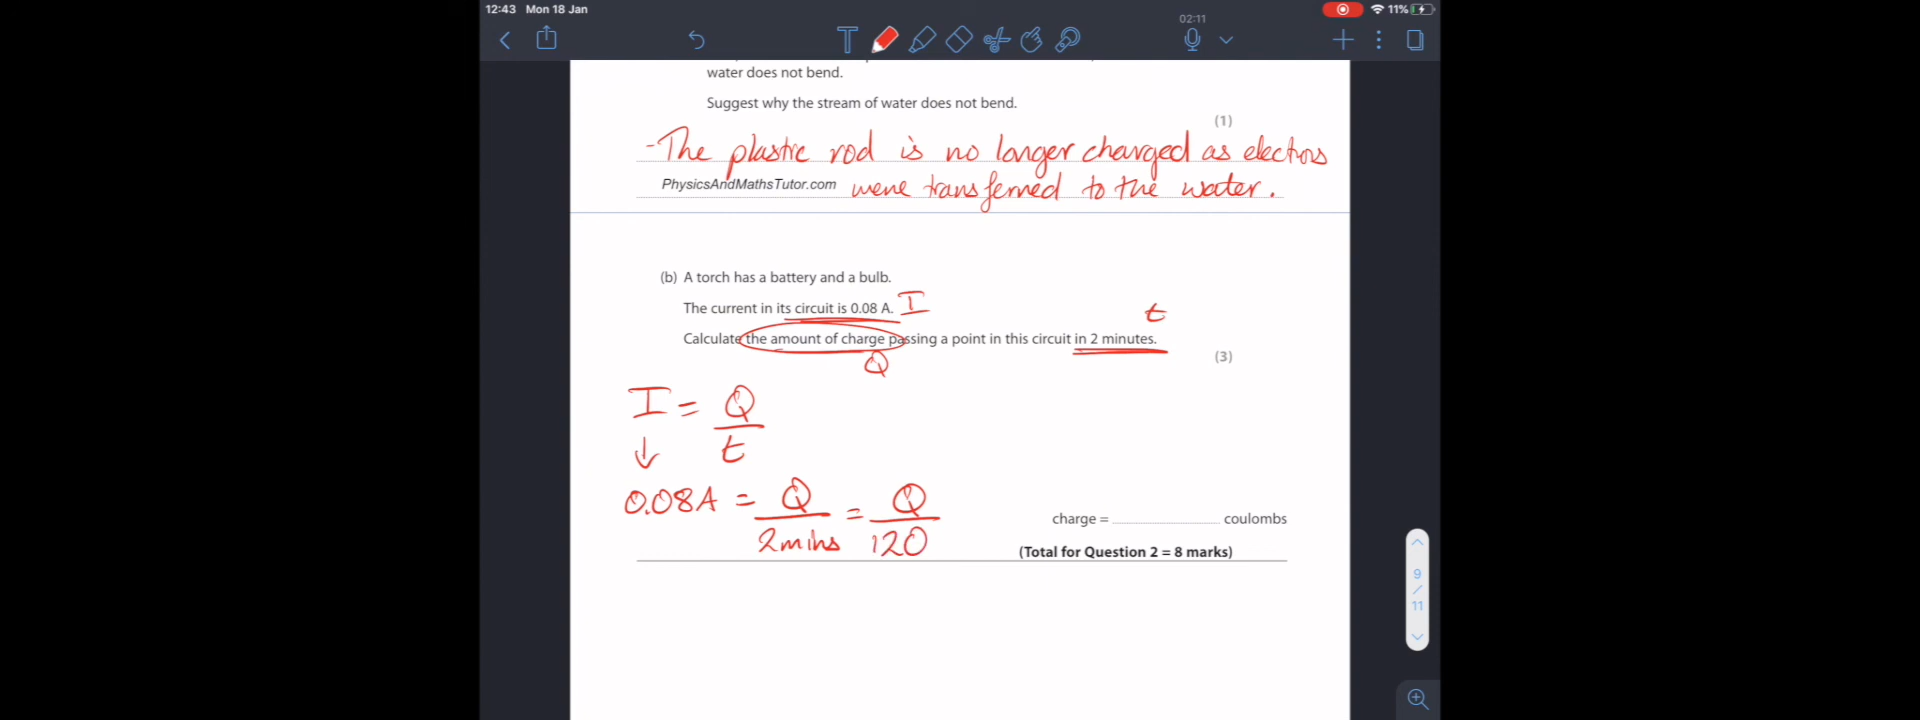 12:43 Mon 18 Jan
11%
02:11
water does not bend.
Suggest why the stream of water does not bend.
(1)
-The plastic rod is no longer charged as electrons
PhysicsAndMathsTutor.com were transferred to the water.
(b) A torch has a battery and a bulb.
The current in its circuit is 0.08 A. I
t
Calculate the amount of charge passing a point in this circuit in 2 minutes.
(3)
Q
I = Q
t
↓
0.08A = Q = Q
2mins 120
charge = coulombs
(Total for Question 2 = 8 marks)
9
/
11